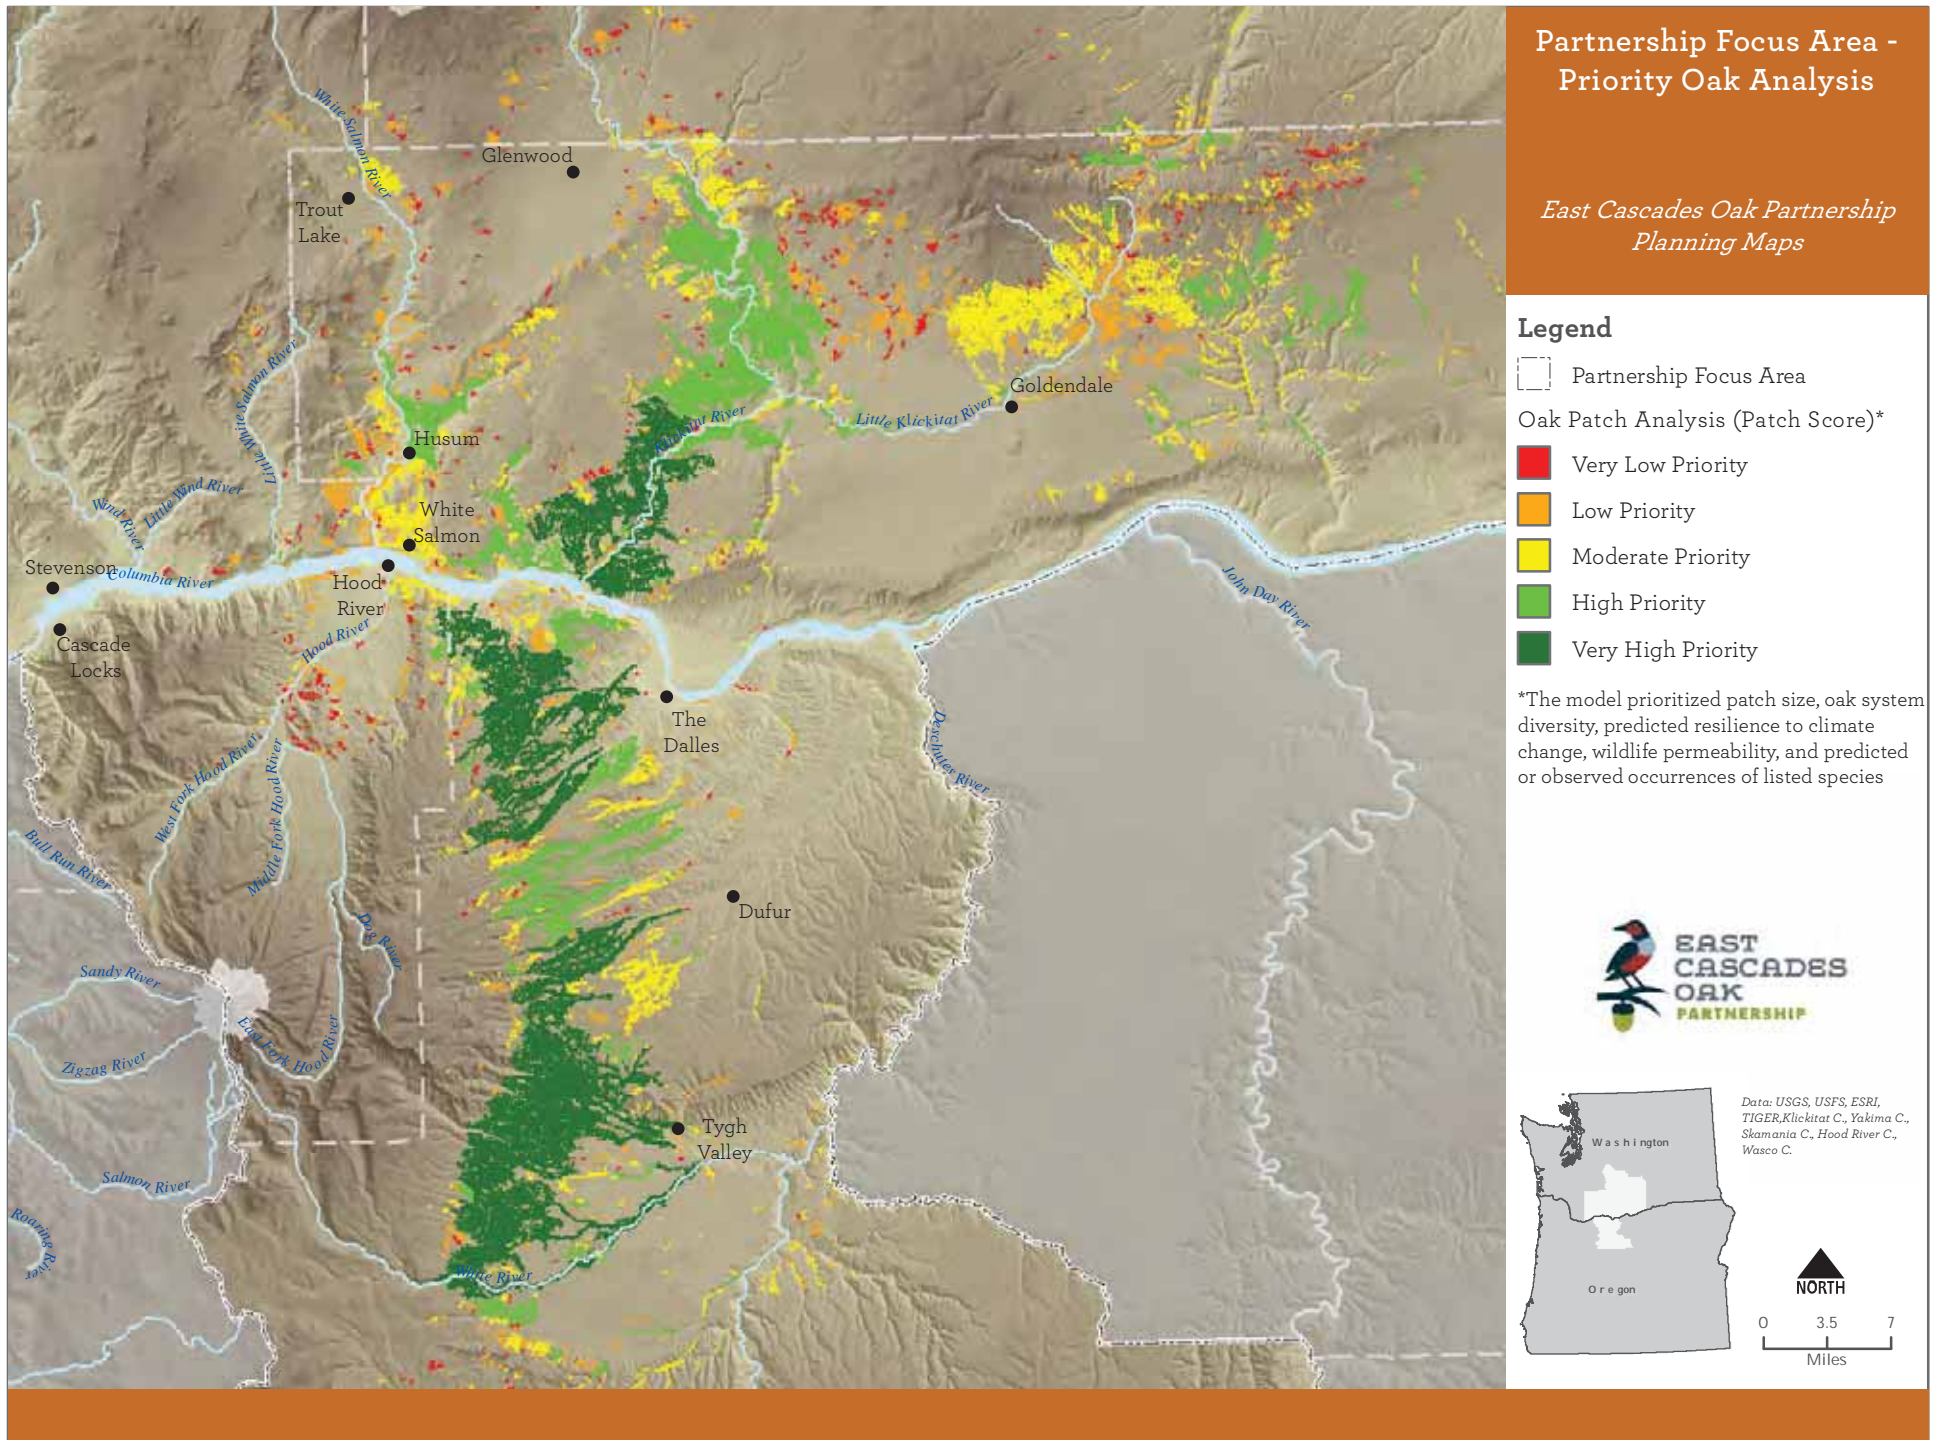 Partnership Focus Area -
Priority Oak Analysis
East Cascades Oak Partnership
Planning Maps
Legend
Partnership Focus Area
Oak Patch Analysis (Patch Score)*
Very Low Priority
Low Priority
Moderate Priority
High Priority
Very High Priority
*The model prioritized patch size, oak system
diversity, predicted resilience to climate
change, wildlife permeability, and predicted
or observed occurrences of listed species
EAST
CASCADES
OAK
PARTNERSHIP
Data: USGS, USFS, ESRI,
TIGER,Klickitat C., Yakima C.,
Skamania C., Hood River C.,
Wasco C.
Washington
Oregon
NORTH
0 3.5 7
Miles
White Salmon River
Glenwood
Trout
Lake
Little White Salmon River
Husum
Klickitat River
Little Klickitat River
Goldendale
Wind River
Little Wind River
White
Salmon
Stevenson
Columbia River
Hood
River
Hood River
Cascade
Locks
John Day River
The
Dalles
Deschutes River
West Fork Hood River
Middle Fork Hood River
Bull Run River
Dog River
Dufur
Sandy River
East Fork Hood River
Zigzag River
Tygh
Valley
Salmon River
Roaring River
White River